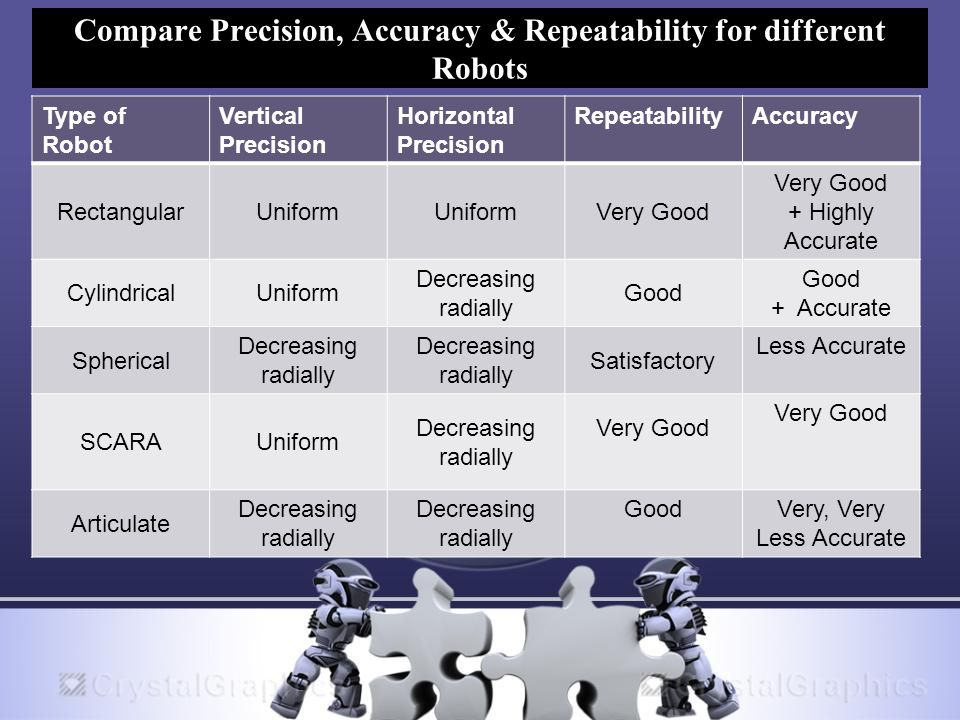 Compare Precision, Accuracy & Repeatability for different
Robots
Type of
Robot
Vertical
Precision
Horizontal
Precision
Repeatability
Accuracy
Rectangular
Uniform
Uniform
Very Good
Very Good
+ Highly
Accurate
Cylindrical
Uniform
Decreasing
radially
Good
Good
+ Accurate
Spherical
Decreasing
radially
Decreasing
radially
Satisfactory
Less Accurate
SCARA
Uniform
Decreasing
radially
Very Good
Very Good
Articulate
Decreasing
radially
Decreasing
radially
Good
Very, Very
Less Accurate
CrystalGraphics
CrystalGraphics